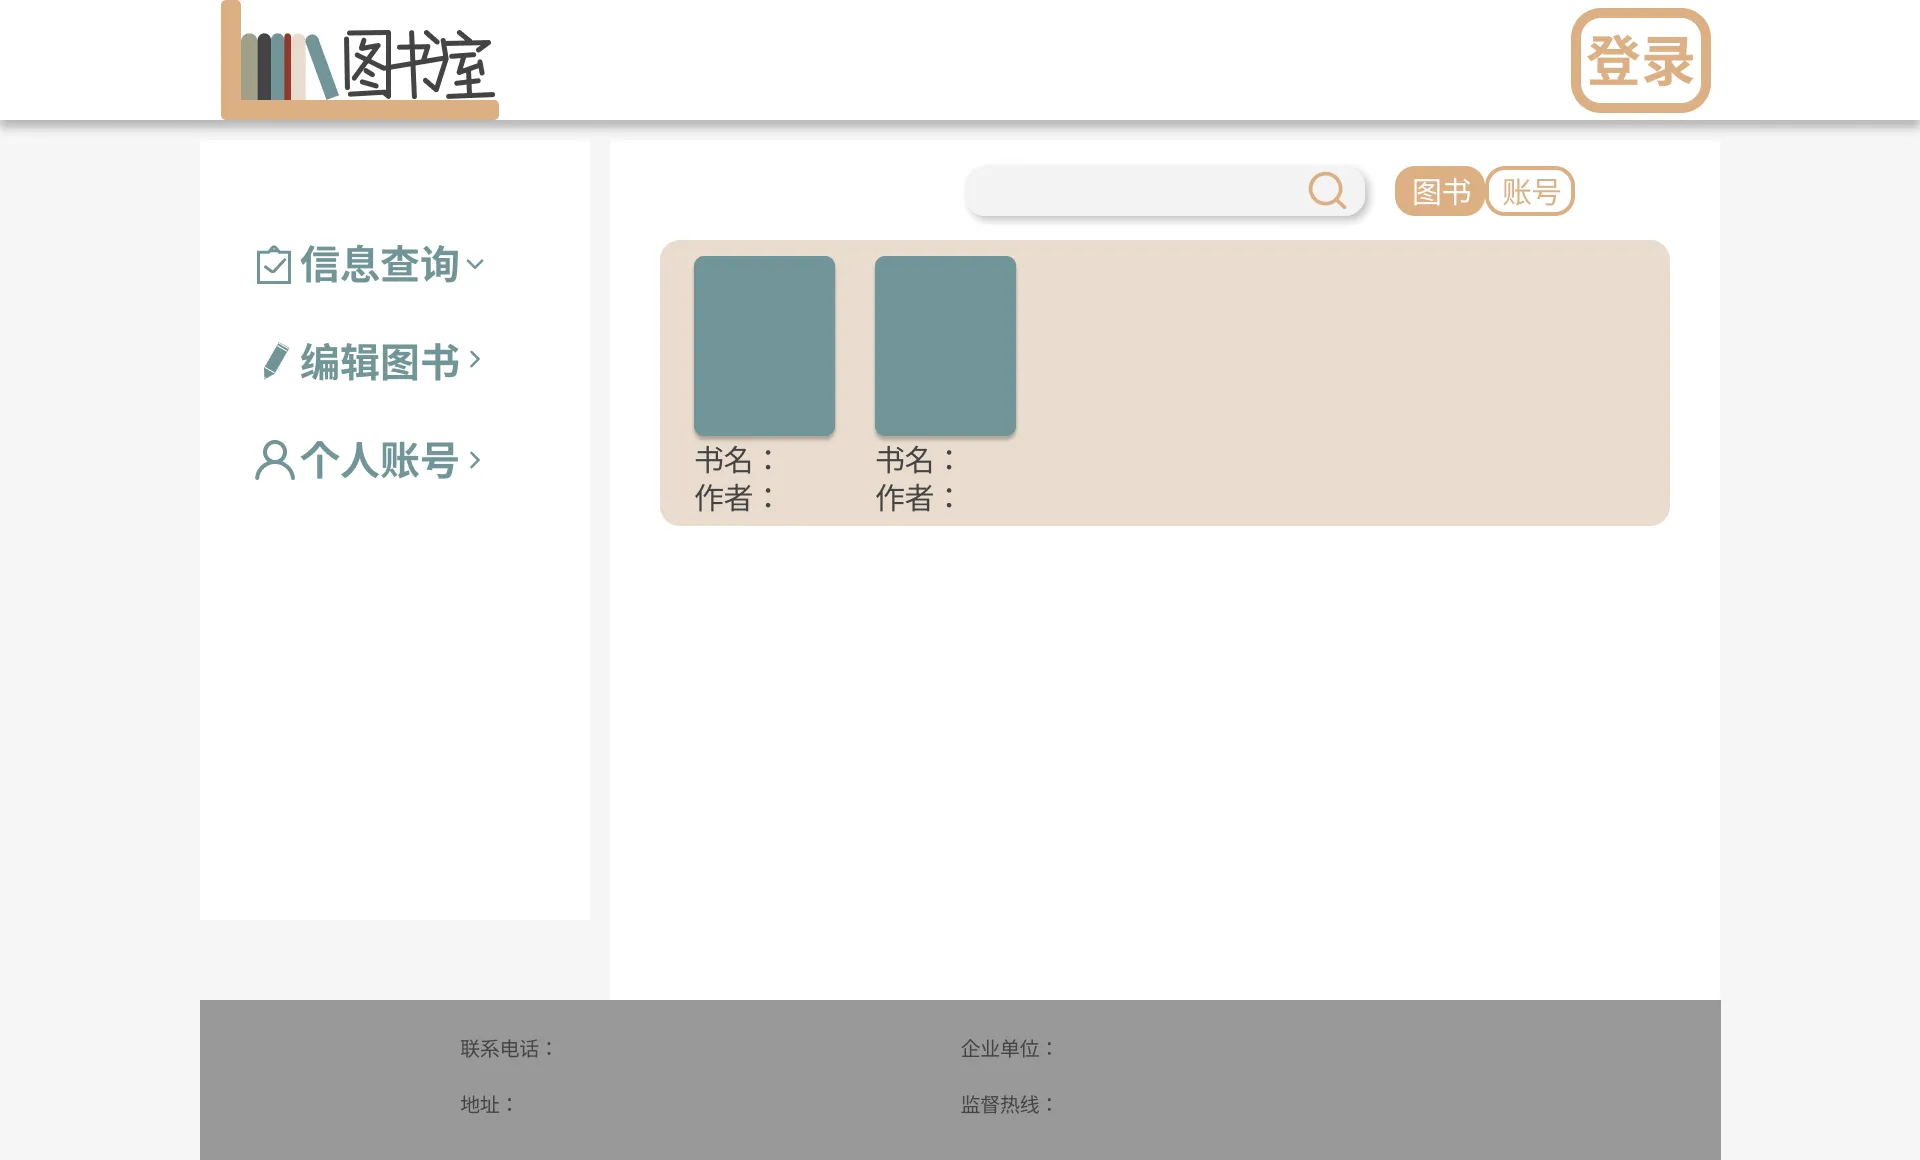 图书室
登录
图书
账号
信息查询
编辑图书
个人账号
书名：
作者：
书名：
作者：
联系电话：
企业单位：
地址：
监督热线：